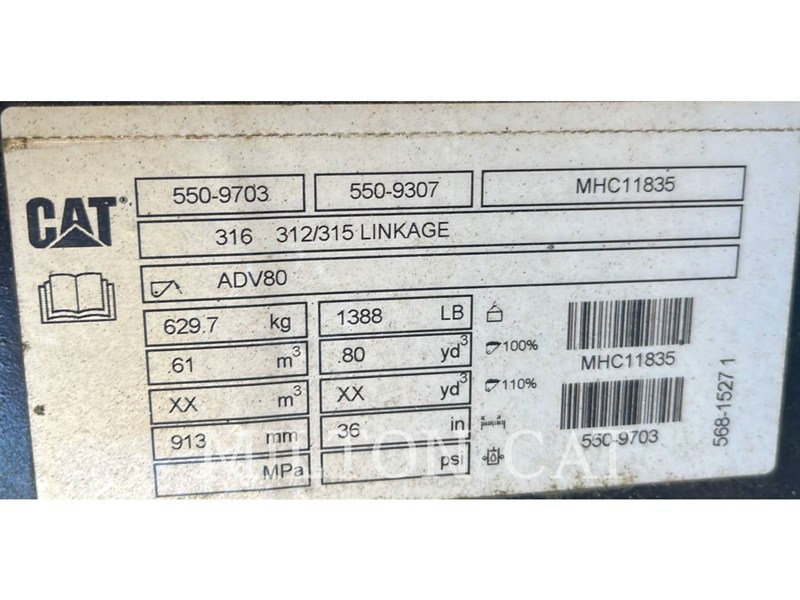 CAT®
550-9703 550-9307 MHC11835
316 312/315 LINKAGE
ADV80
629.7 kg 1388 LB
.61 m³ .80 yd³ 100%
XX m³ XX yd³ 110%
913 mm 36 in
MPa psi
MHC11835
550-9703
568-1527 1
MILTON CAT